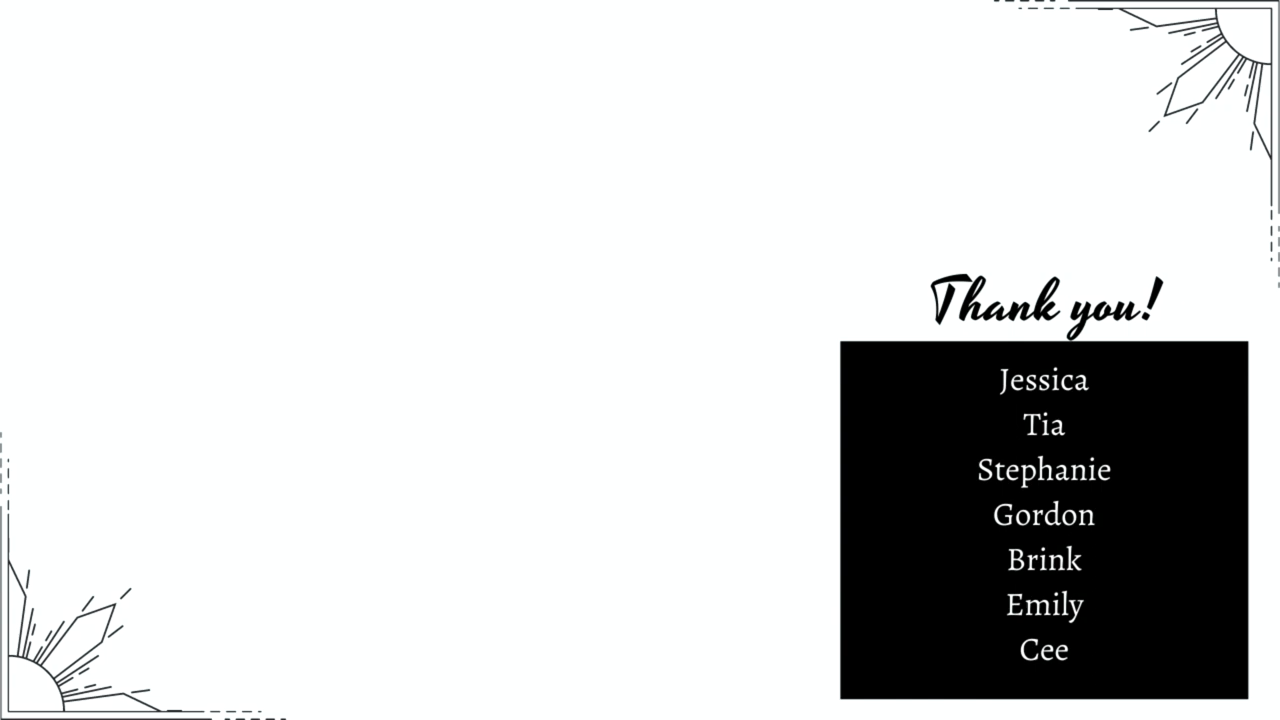 Thank you!
Jessica
Tia
Stephanie
Gordon
Brink
Emily
Cee